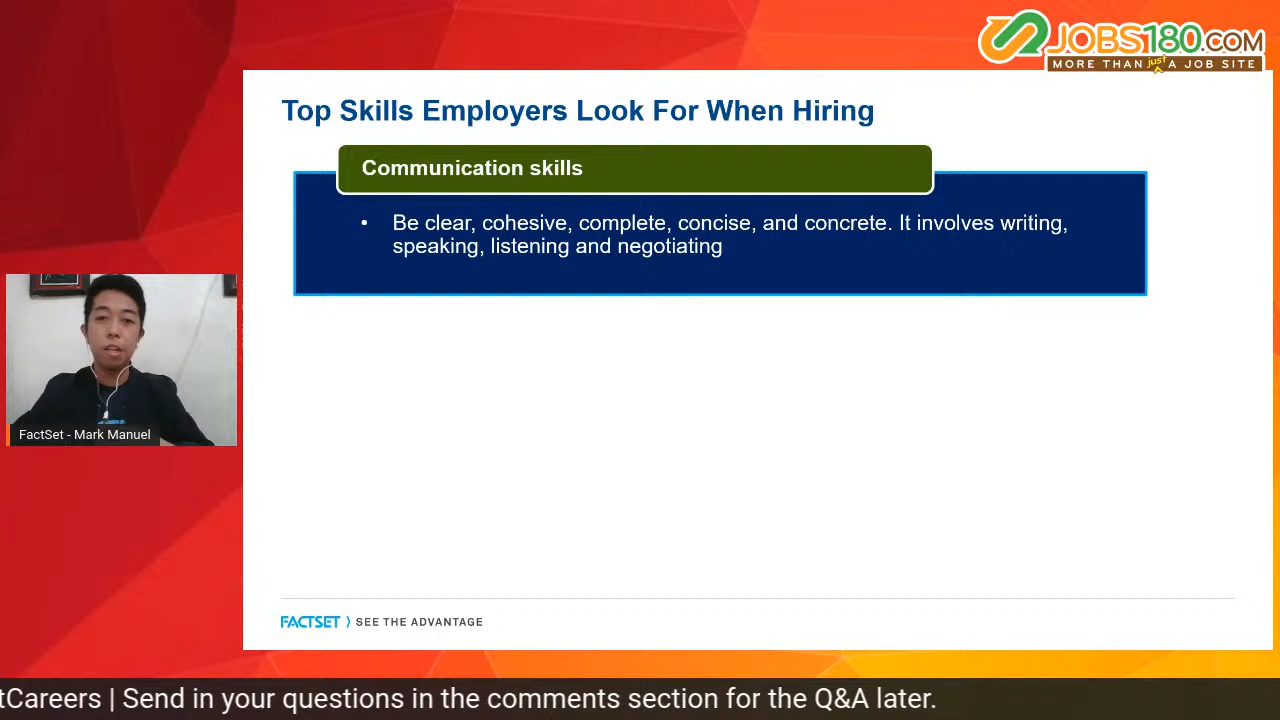 JOBS180.COM
MORE THAN just A JOB SITE
Top Skills Employers Look For When Hiring
Communication skills
• Be clear, cohesive, complete, concise, and concrete. It involves writing,
speaking, listening and negotiating
FactSet - Mark Manuel
FACTSET ⟩ SEE THE ADVANTAGE
tCareers | Send in your questions in the comments section for the Q&A later.